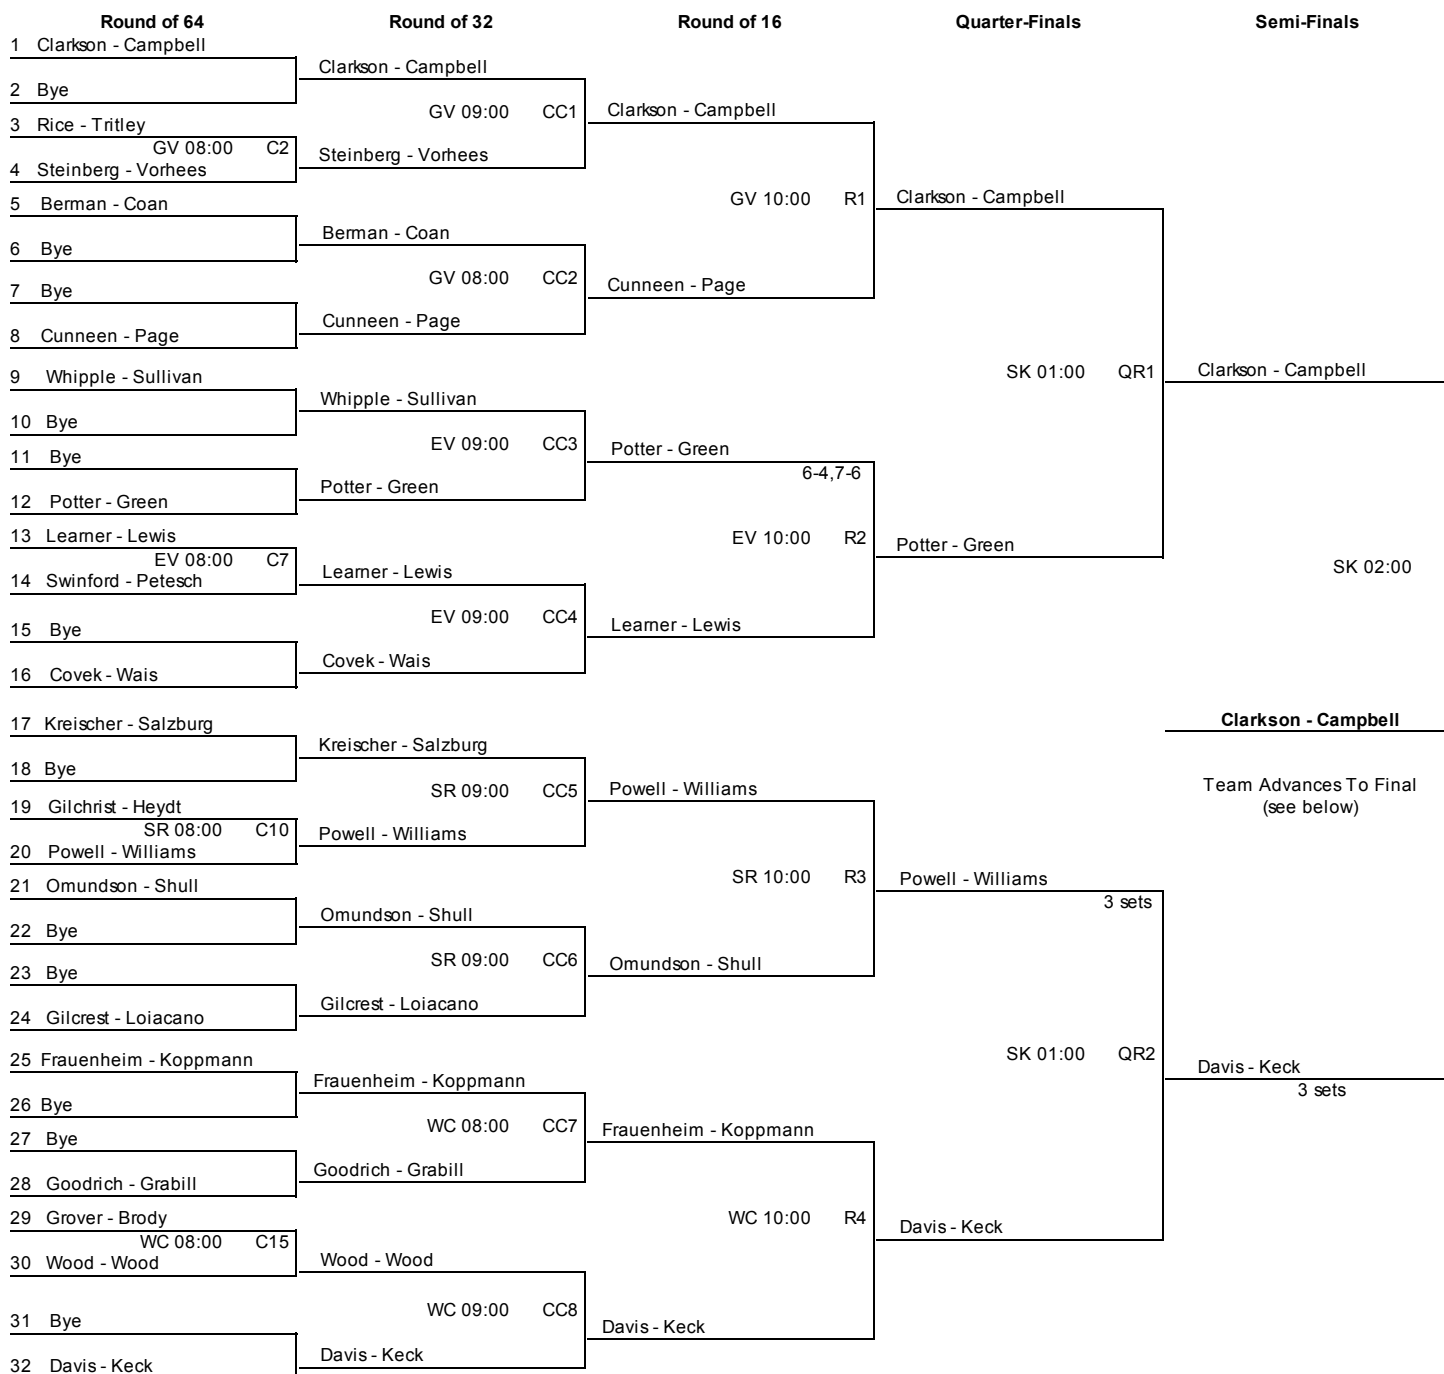 Round of 64 Round of 32 Round of 16 Quarter-Finals Semi-Finals
1 Clarkson - Campbell
Clarkson - Campbell
2 Bye
GV 09:00 CC1 Clarkson - Campbell
3 Rice - Tritley
GV 08:00 C2
Steinberg - Vorhees
4 Steinberg - Vorhees
GV 10:00 R1 Clarkson - Campbell
5 Berman - Coan
Berman - Coan
6 Bye
GV 08:00 CC2 Cunneen - Page
7 Bye
Cunneen - Page
8 Cunneen - Page
SK 01:00 QR1 Clarkson - Campbell
9 Whipple - Sullivan
Whipple - Sullivan
10 Bye
EV 09:00 CC3 Potter - Green
11 Bye
6-4,7-6
Potter - Green
12 Potter - Green
13 Learner - Lewis
EV 10:00 R2 Potter - Green
EV 08:00 C7
SK 02:00
Learner - Lewis
14 Swinford - Petesch
EV 09:00 CC4 Learner - Lewis
15 Bye
Covek - Wais
16 Covek - Wais
Clarkson - Campbell
17 Kreischer - Salzburg
Kreischer - Salzburg
18 Bye
Team Advances To Final
(see below)
SR 09:00 CC5 Powell - Williams
19 Gilchrist - Heydt
SR 08:00 C10
Powell - Williams
20 Powell - Williams
SR 10:00 R3 Powell - Williams
3 sets
21 Omundson - Shull
Omundson - Shull
22 Bye
SR 09:00 CC6 Omundson - Shull
23 Bye
Gilcrest - Loiacano
24 Gilcrest - Loiacano
SK 01:00 QR2 Davis - Keck
3 sets
25 Frauenheim - Koppmann
Frauenheim - Koppmann
26 Bye
WC 08:00 CC7 Frauenheim - Koppmann
27 Bye
Goodrich - Grabill
28 Goodrich - Grabill
29 Grover - Brody
WC 10:00 R4 Davis - Keck
WC 08:00 C15
Wood - Wood
30 Wood - Wood
WC 09:00 CC8 Davis - Keck
31 Bye
Davis - Keck
32 Davis - Keck